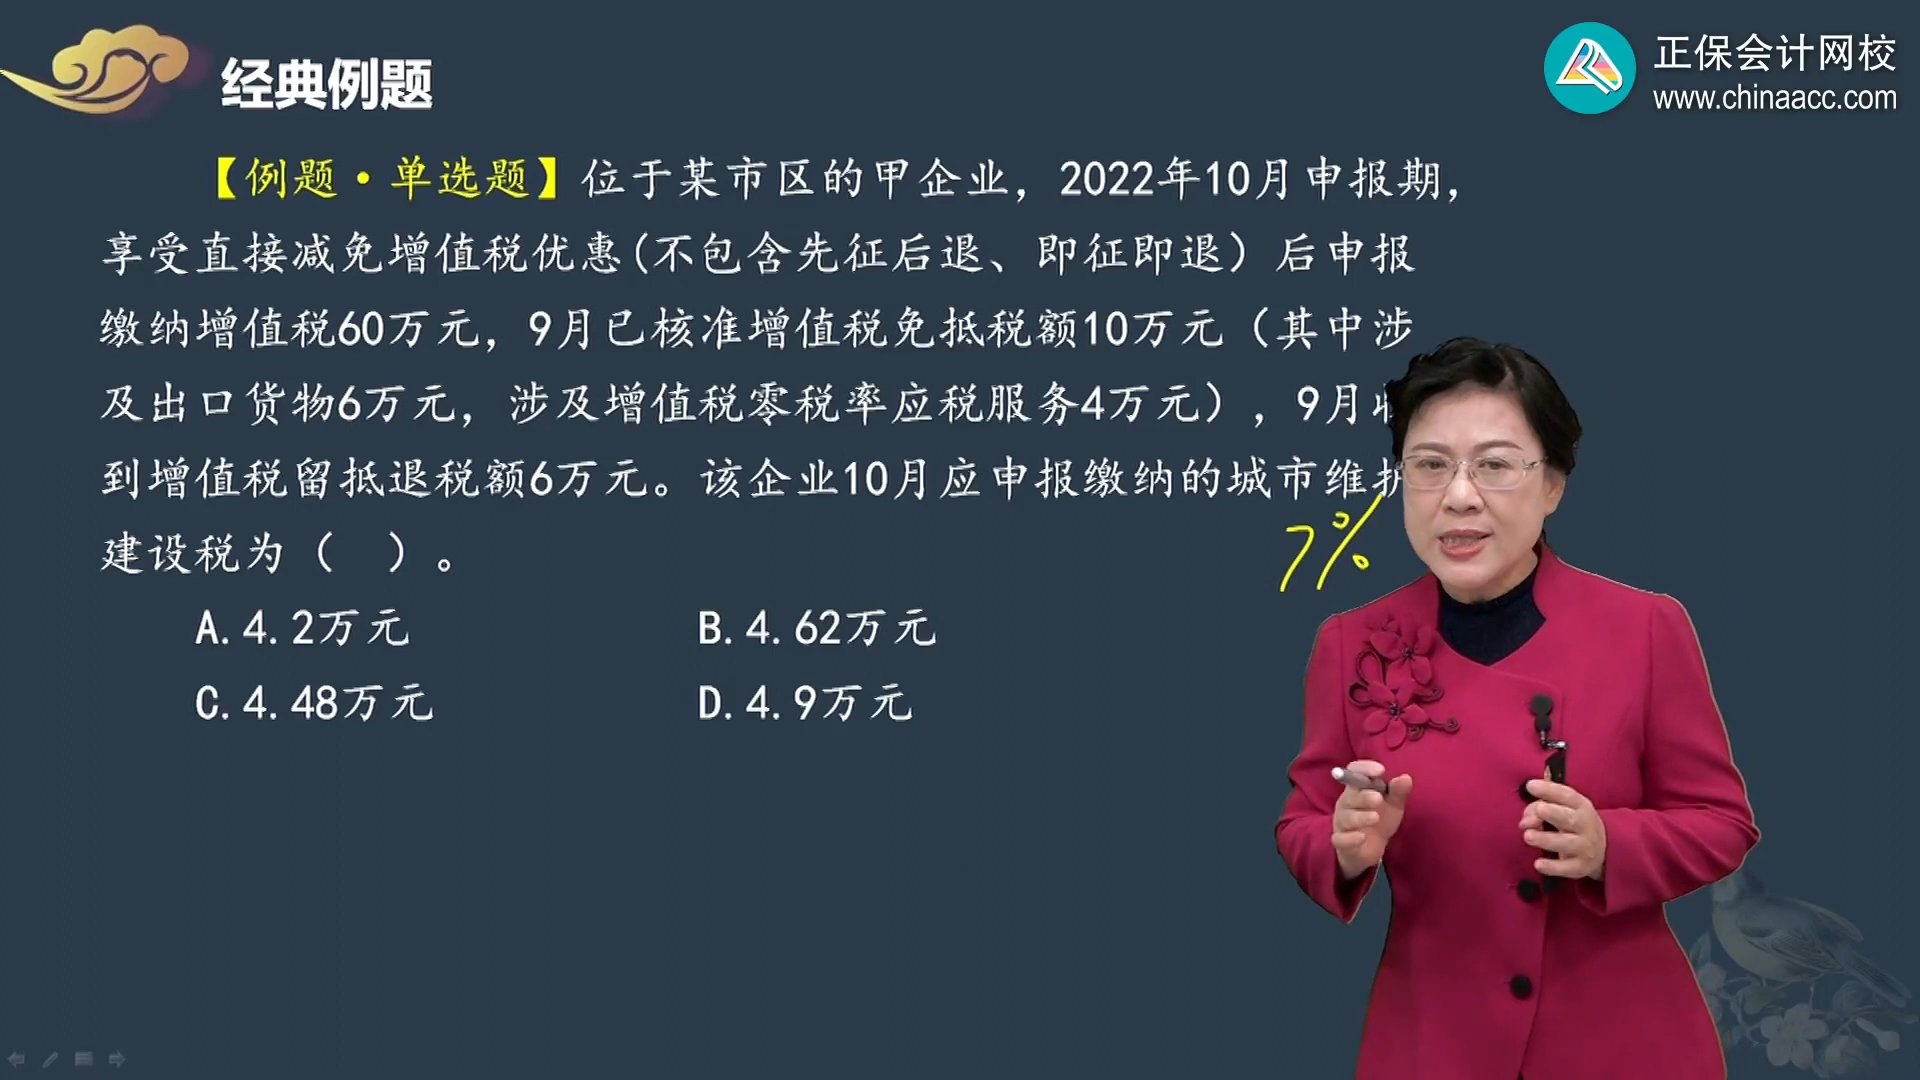 经典例题
正保会计网校
www.chinaacc.com
【例题·单选题】位于某市区的甲企业，2022年10月申报期，
享受直接减免增值税优惠(不包含先征后退、即征即退）后申报
缴纳增值税60万元，9月已核准增值税免抵税额10万元（其中涉
及出口货物6万元，涉及增值税零税率应税服务4万元），9月
到增值税留抵退税额6万元。该企业10月应申报缴纳的城市维
建设税为（ ）。
7%
A.4.2万元 B.4.62万元
C.4.48万元 D.4.9万元